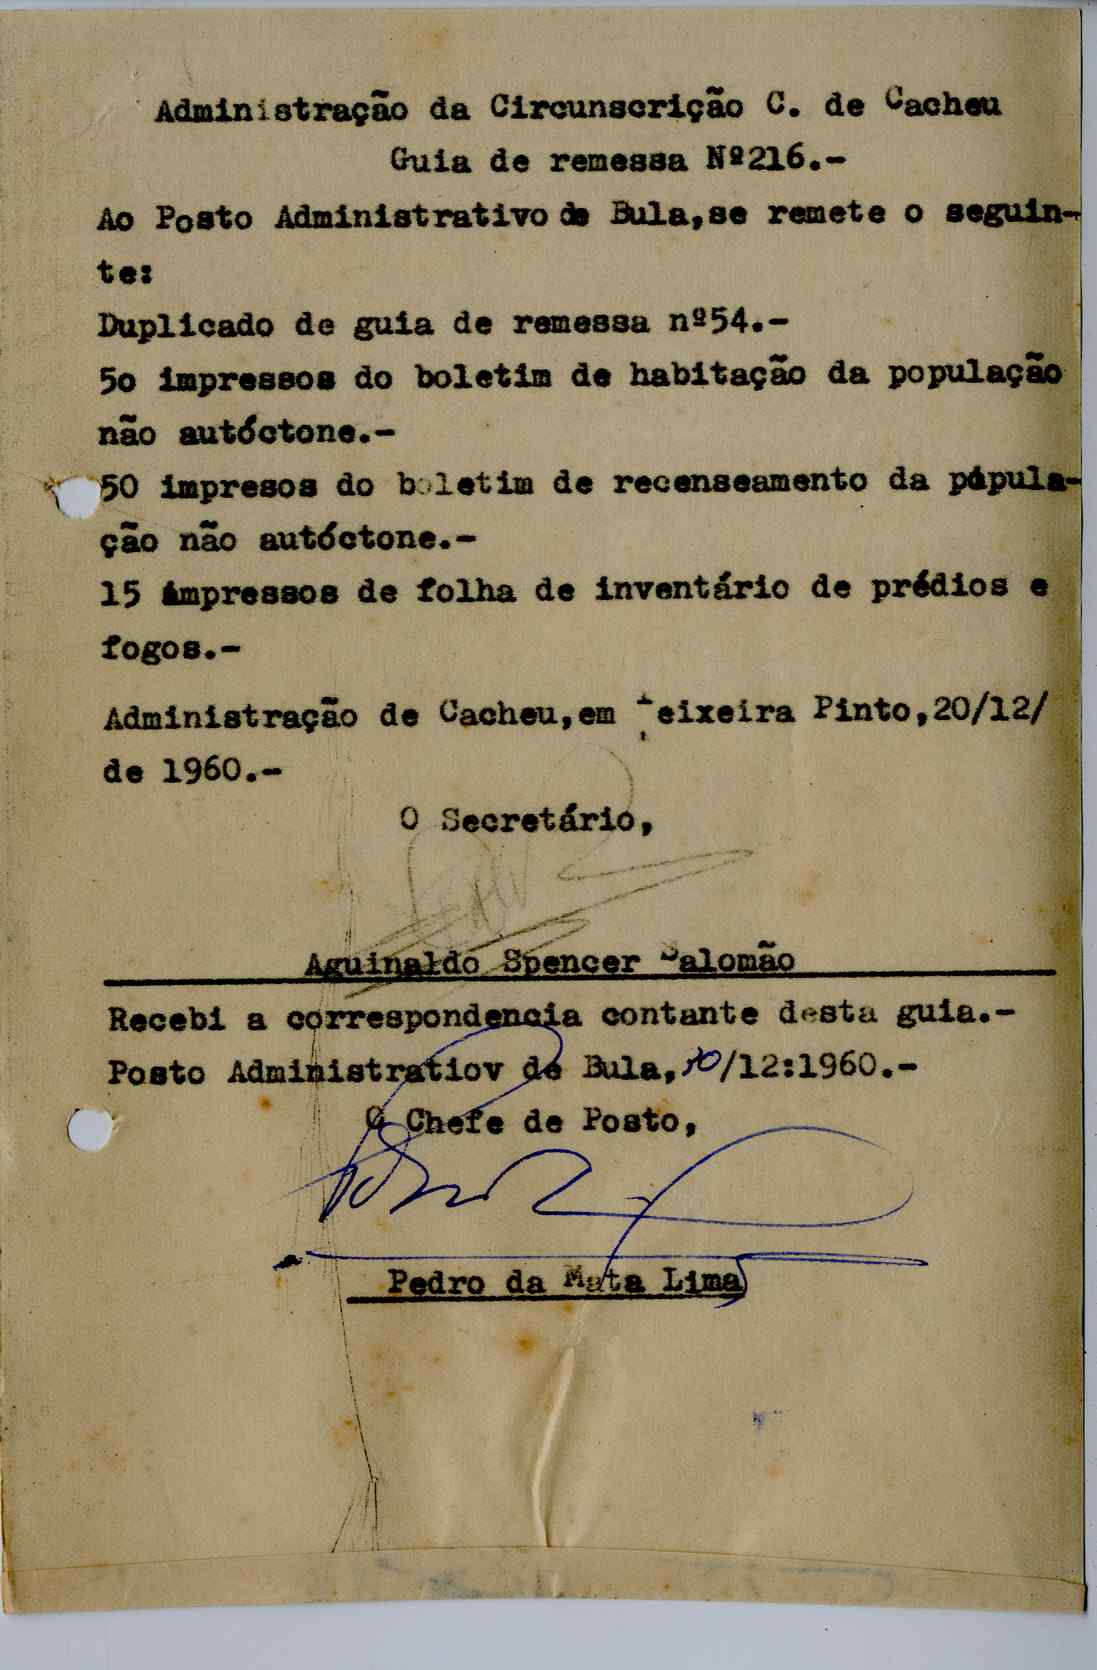 Administração da Circunscrição C. de Cacheu
Guia de remessa Nº216.-
Ao Posto Administrativo de Bula,se remete o seguin-
te:
Duplicado de guia de remessa nº54.-
5o impressos do boletim de habitação da população
não autóctone.-
50 impresos do boletim de recenseamento da pópula-
ção não autóctone.-
15 impressos de folha de inventário de prédios e
fogos.-
Administração de Cacheu,em Teixeira Pinto,20/12/
de 1960.-
O Secretário,
Aguinaldo Spencer Salomão
Recebi a correspondencia contante desta guia.-
Posto Administratiov de Bula, /12:1960.-
O Chefe de Posto,
Pedro da Mata Lima